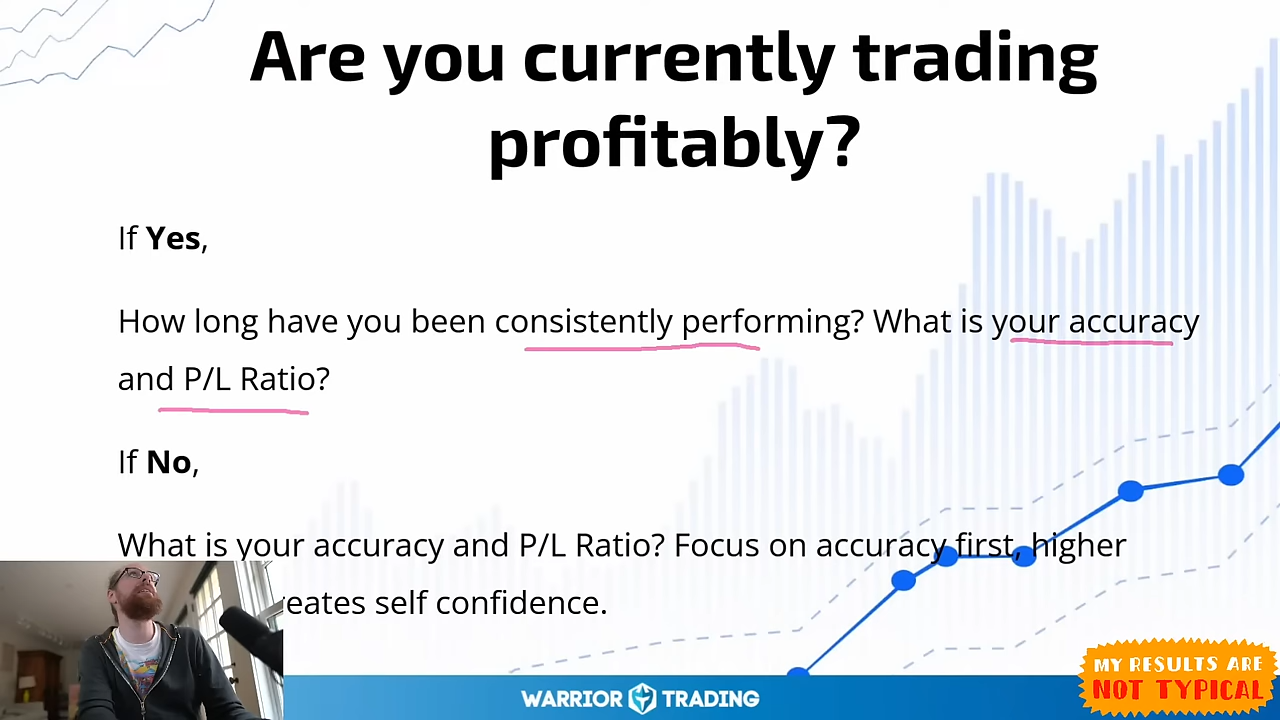 Are you currently trading
profitably?
If Yes,
How long have you been consistently performing? What is your accuracy
and P/L Ratio?
If No,
What is your accuracy and P/L Ratio? Focus on accuracy first, higher
reates self confidence.
WARRIOR TRADING
MY RESULTS ARE
NOT TYPICAL